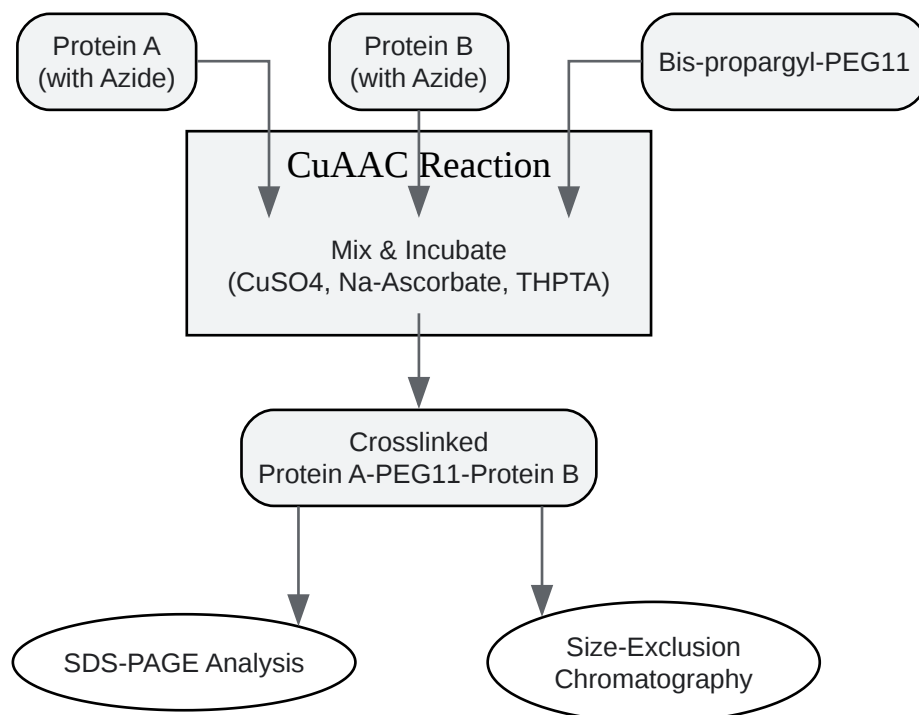 Protein A
(with Azide)
Protein B
(with Azide)
Bis-propargyl-PEG11
CuAAC Reaction
Mix & Incubate
(CuSO4, Na-Ascorbate, THPTA)
Crosslinked
Protein A-PEG11-Protein B
SDS-PAGE Analysis
Size-Exclusion
Chromatography